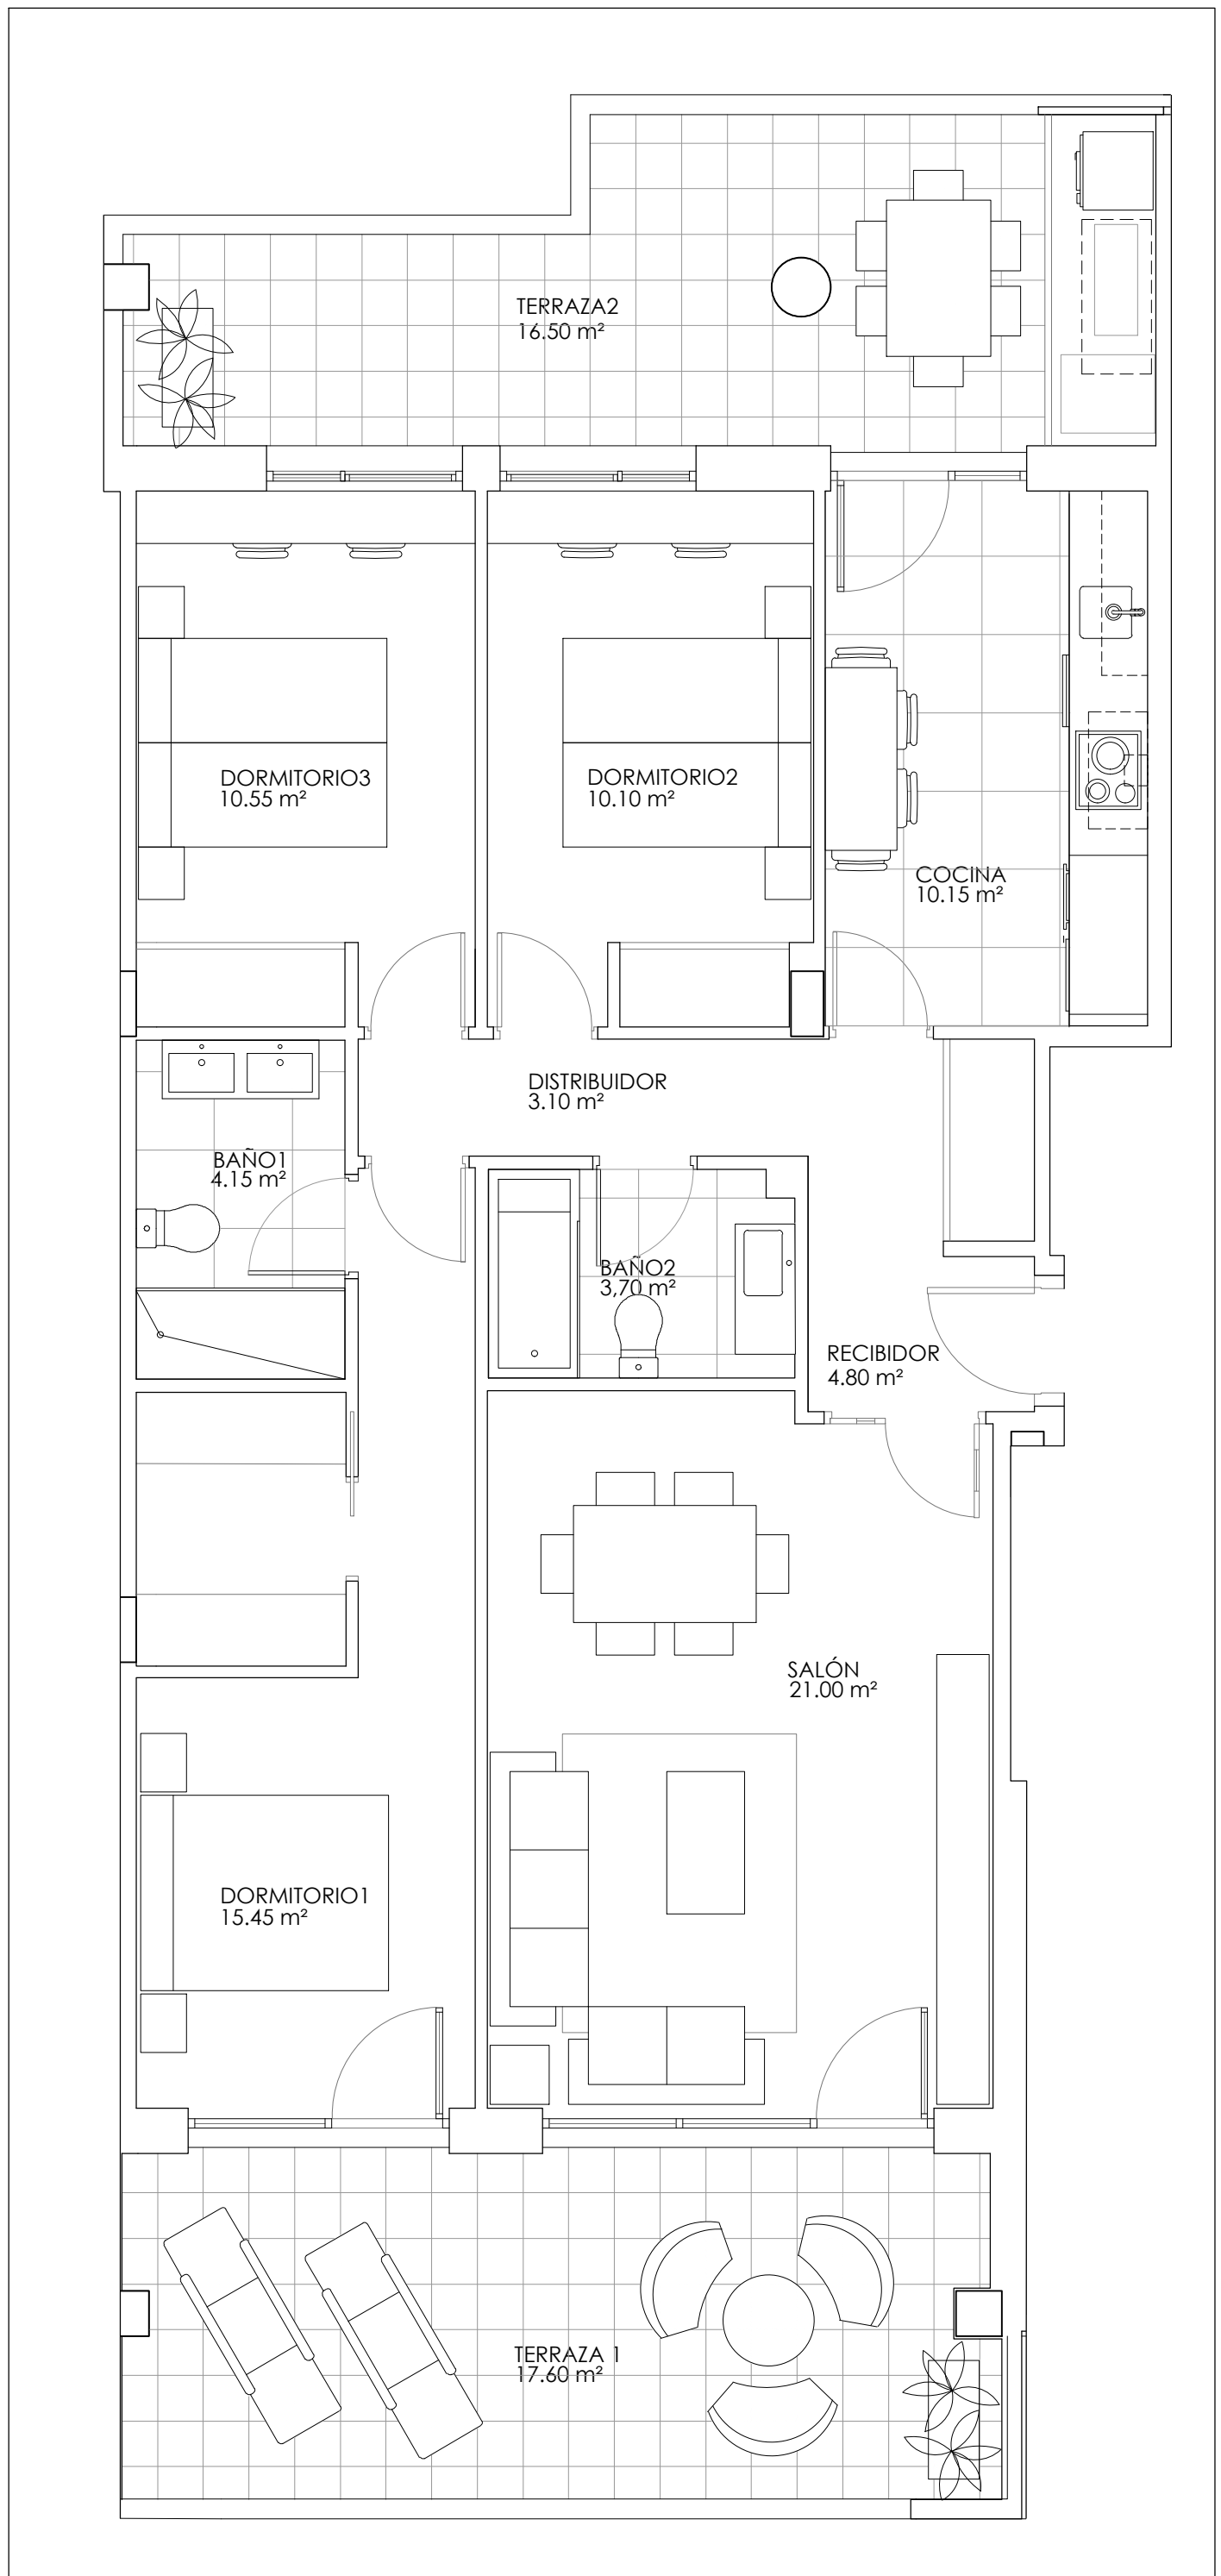 TERRAZA2
16.50 m²
DORMITORIO3
10.55 m²
DORMITORIO2
10.10 m²
COCINA
10.15 m²
DISTRIBUIDOR
3.10 m²
BAÑO1
4.15 m²
BAÑO2
3,70 m²
RECIBIDOR
4.80 m²
SALÓN
21.00 m²
DORMITORIO1
15.45 m²
TERRAZA 1
17.60 m²